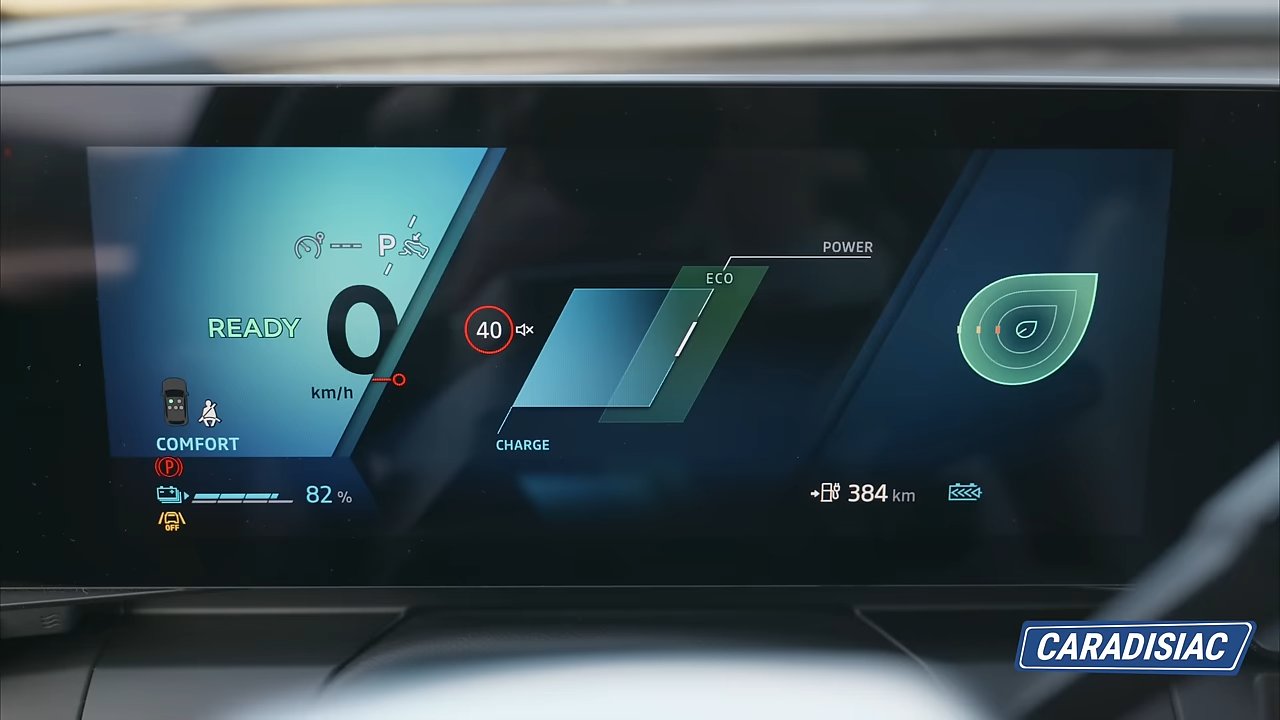 POWER
P
ECO
READY
0
40
km/h
COMFORT
CHARGE
P
82 %
384 km
OFF
CARADISIAC